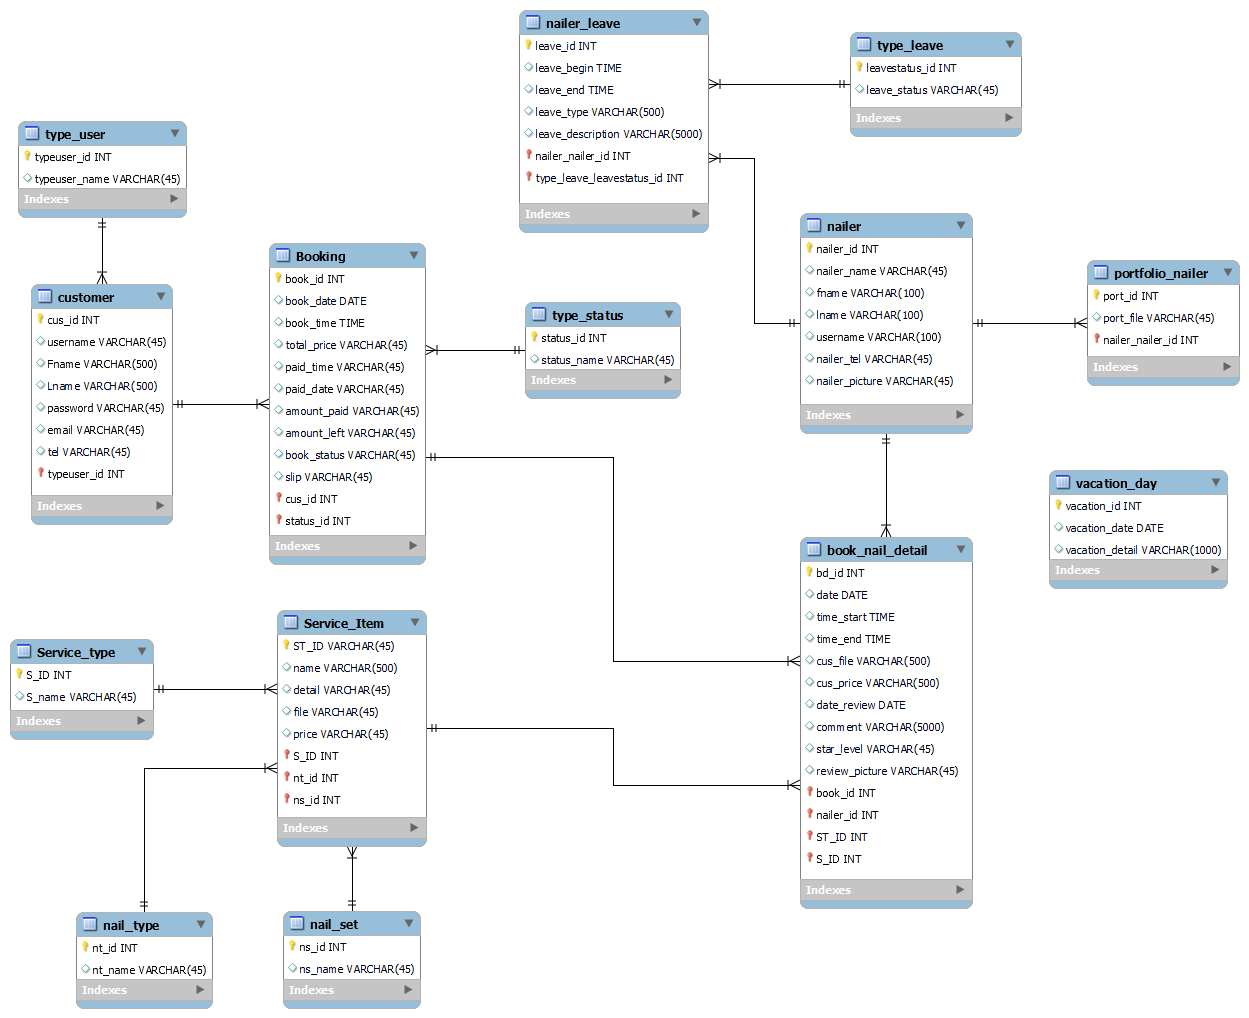 nailer_leave
leave_id INT
leave_begin TIME
leave_end TIME
leave_type VARCHAR(500)
leave_description VARCHAR(5000)
nailer_nailer_id INT
type_leave_leavestatus_id INT
Indexes
type_leave
leavestatus_id INT
leave_status VARCHAR(45)
Indexes
type_user
typeuser_id INT
typeuser_name VARCHAR(45)
Indexes
customer
cus_id INT
username VARCHAR(45)
Fname VARCHAR(500)
Lname VARCHAR(500)
password VARCHAR(45)
email VARCHAR(45)
tel VARCHAR(45)
typeuser_id INT
Indexes
Booking
book_id INT
book_date DATE
book_time TIME
total_price VARCHAR(45)
paid_time VARCHAR(45)
paid_date VARCHAR(45)
amount_paid VARCHAR(45)
amount_left VARCHAR(45)
book_status VARCHAR(45)
slip VARCHAR(45)
cus_id INT
status_id INT
Indexes
type_status
status_id INT
status_name VARCHAR(45)
Indexes
nailer
nailer_id INT
nailer_name VARCHAR(45)
fname VARCHAR(100)
lname VARCHAR(100)
username VARCHAR(100)
nailer_tel VARCHAR(45)
nailer_picture VARCHAR(45)
Indexes
portfolio_nailer
port_id INT
port_file VARCHAR(45)
nailer_nailer_id INT
Indexes
vacation_day
vacation_id INT
vacation_date DATE
vacation_detail VARCHAR(1000)
Indexes
book_nail_detail
bd_id INT
date DATE
time_start TIME
time_end TIME
cus_file VARCHAR(500)
cus_price VARCHAR(500)
date_review DATE
comment VARCHAR(5000)
star_level VARCHAR(45)
review_picture VARCHAR(45)
book_id INT
nailer_id INT
ST_ID INT
S_ID INT
Indexes
Service_Item
ST_ID VARCHAR(45)
name VARCHAR(500)
detail VARCHAR(45)
file VARCHAR(45)
price VARCHAR(45)
S_ID INT
nt_id INT
ns_id INT
Indexes
Service_type
S_ID INT
S_name VARCHAR(45)
Indexes
nail_type
nt_id INT
nt_name VARCHAR(45)
Indexes
nail_set
ns_id INT
ns_name VARCHAR(45)
Indexes